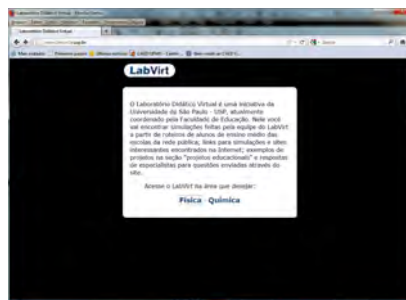 Laboratório Didático Virtual
LabVirt
O Laboratório Didático Virtual é uma iniciativa da
Universidade de São Paulo - USP, atualmente
coordenado pela Faculdade de Educação. Nele você
vai encontrar simulações feitas pela equipe do LabVirt
a partir de roteiros de alunos de ensino médio das
escolas da rede pública; links para simulações e sites
interessantes encontrados na Internet; exemplos de
projetos na seção "projetos educacionais" e respostas
de especialistas para questões enviadas através do
site.
Acesse o LabVirt na área que desejar:
Física - Química